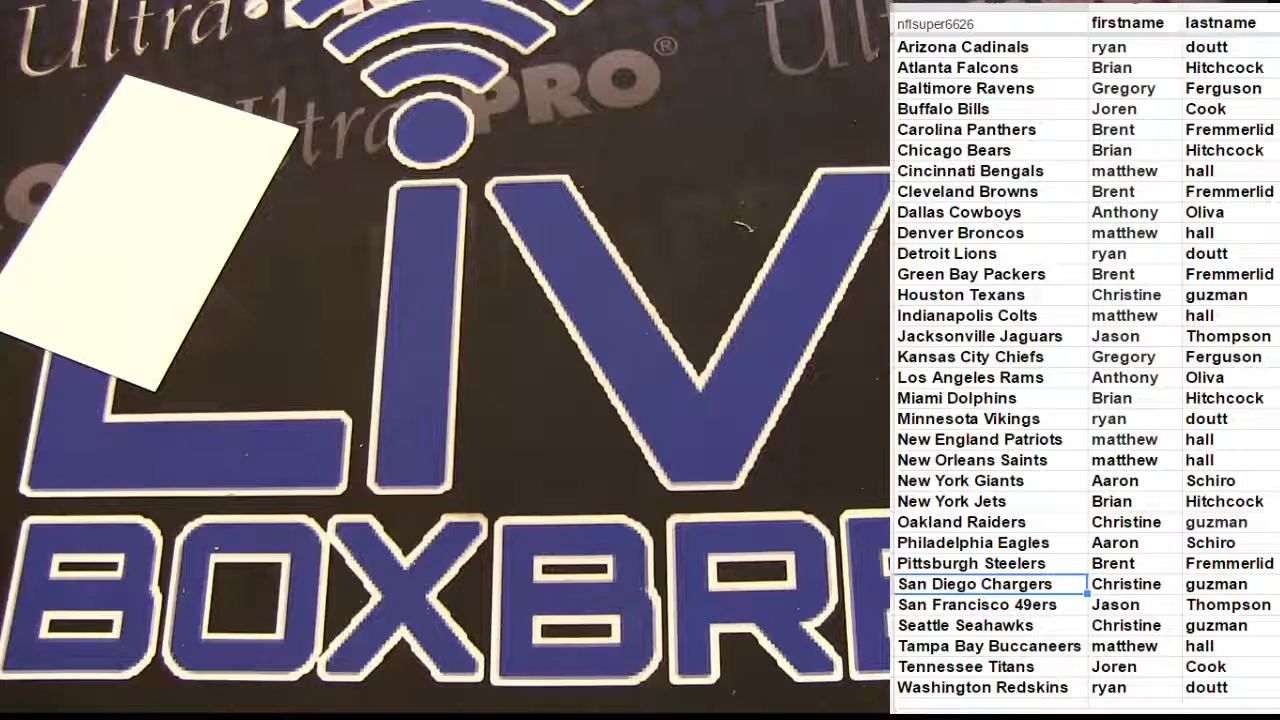 Ultra
PRO®
Ultra
LiV
BOXBR
nflsuper6626 firstname lastname
Arizona Cadinals ryan doutt
Atlanta Falcons Brian Hitchcock
Baltimore Ravens Gregory Ferguson
Buffalo Bills Joren Cook
Carolina Panthers Brent Fremmerlid
Chicago Bears Brian Hitchcock
Cincinnati Bengals matthew hall
Cleveland Browns Brent Fremmerlid
Dallas Cowboys Anthony Oliva
Denver Broncos matthew hall
Detroit Lions ryan doutt
Green Bay Packers Brent Fremmerlid
Houston Texans Christine guzman
Indianapolis Colts matthew hall
Jacksonville Jaguars Jason Thompson
Kansas City Chiefs Gregory Ferguson
Los Angeles Rams Anthony Oliva
Miami Dolphins Brian Hitchcock
Minnesota Vikings ryan doutt
New England Patriots matthew hall
New Orleans Saints matthew hall
New York Giants Aaron Schiro
New York Jets Brian Hitchcock
Oakland Raiders Christine guzman
Philadelphia Eagles Aaron Schiro
Pittsburgh Steelers Brent Fremmerlid
San Diego Chargers Christine guzman
San Francisco 49ers Jason Thompson
Seattle Seahawks Christine guzman
Tampa Bay Buccaneers matthew hall
Tennessee Titans Joren Cook
Washington Redskins ryan doutt